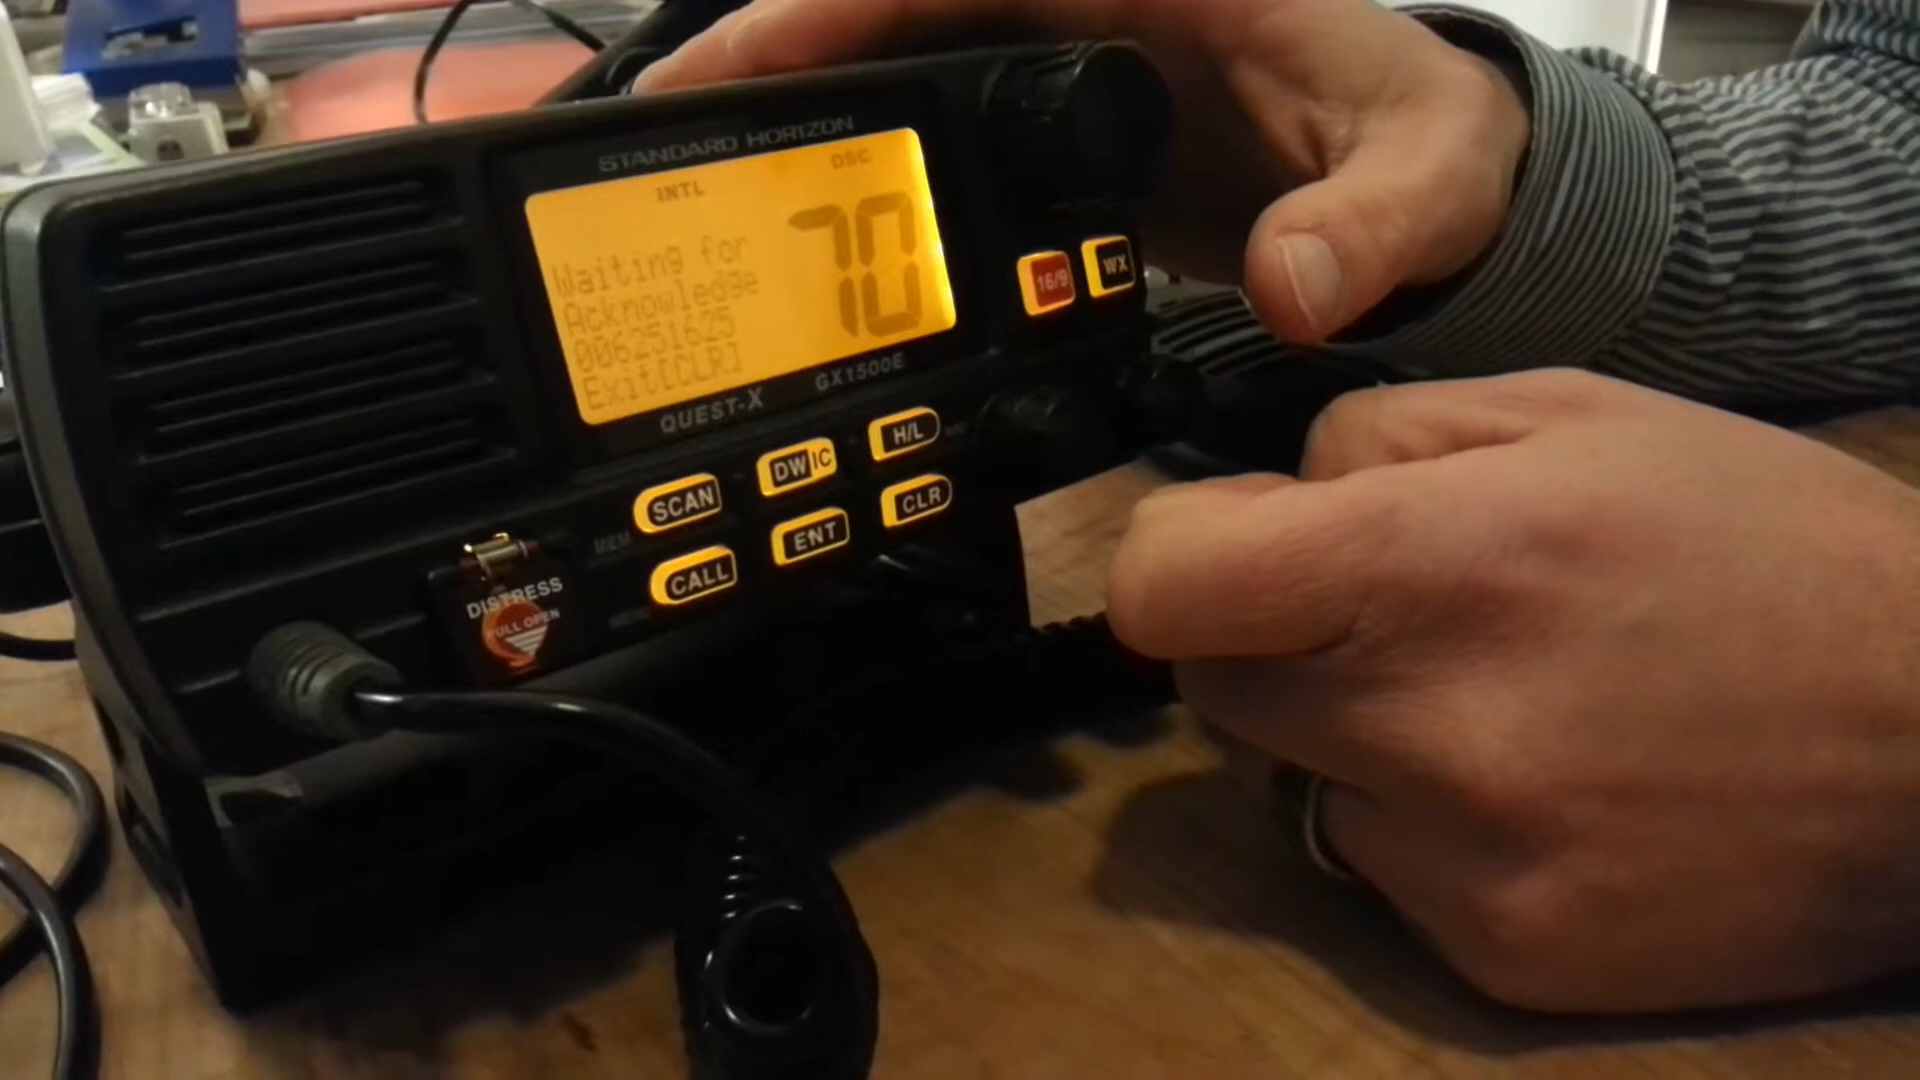 STANDARD HORIZON
INTL
DSC
70
Waiting for
Acknowledge
006251625
Exit[CLR]
QUEST-X
GX1500E
16/9
WX
SCAN
DW IC
H/L
MEM
CALL
ENT
CLR
DISTRESS
PULL OPEN